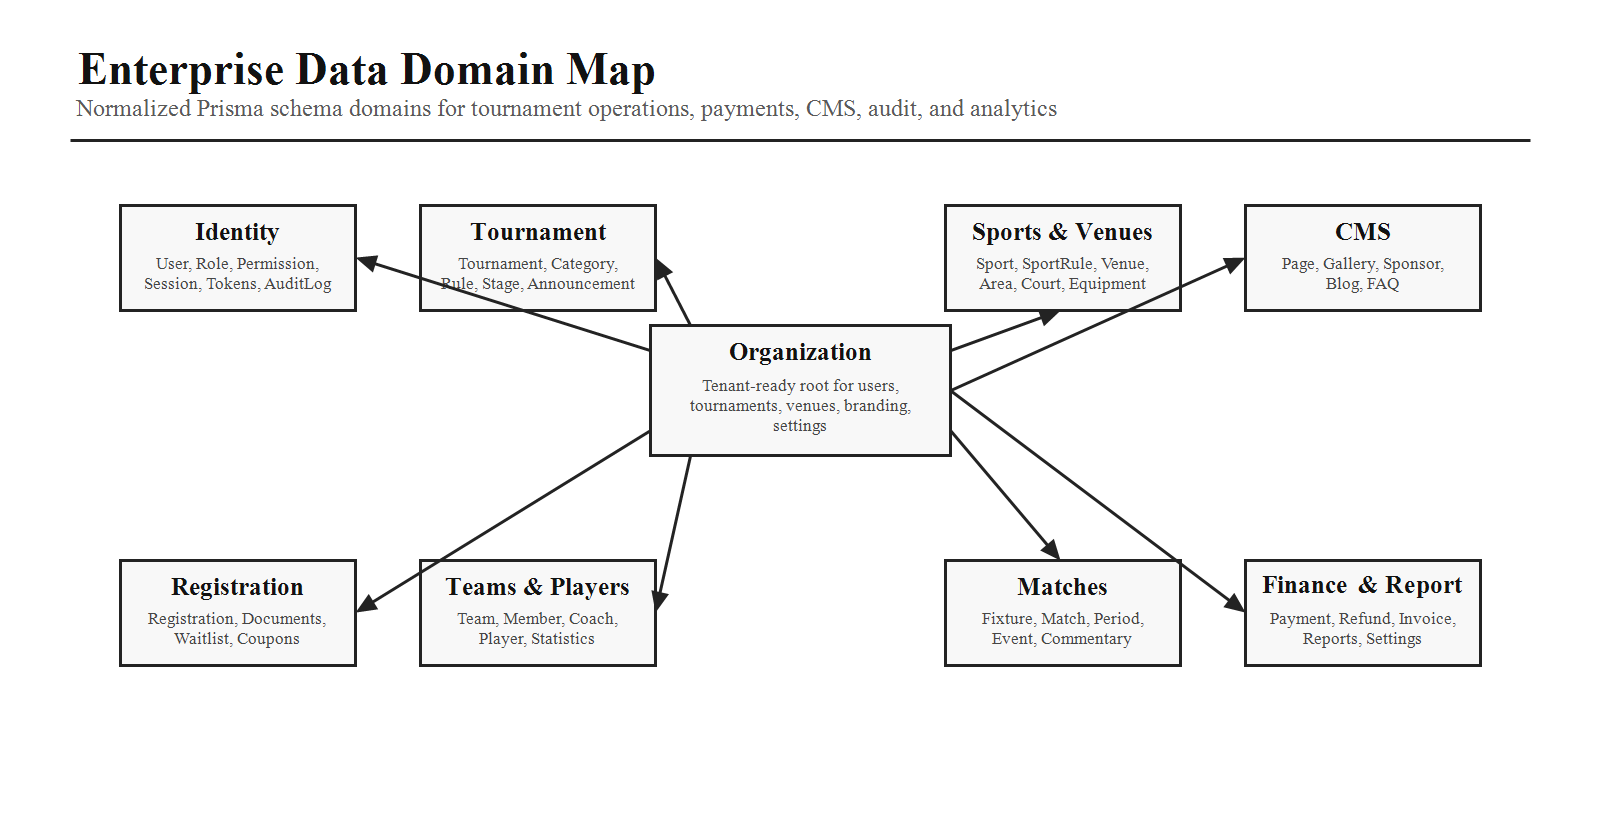 Enterprise Data Domain Map
Normalized Prisma schema domains for tournament operations, payments, CMS, audit, and analytics
Identity
User, Role, Permission,
Session, Tokens, AuditLog
Tournament
Tournament, Category,
Rule, Stage, Announcement
Sports & Venues
Sport, SportRule, Venue,
Area, Court, Equipment
CMS
Page, Gallery, Sponsor,
Blog, FAQ
Organization
Tenant-ready root for users,
tournaments, venues, branding,
settings
Registration
Registration, Documents,
Waitlist, Coupons
Teams & Players
Team, Member, Coach,
Player, Statistics
Matches
Fixture, Match, Period,
Event, Commentary
Finance & Report
Payment, Refund, Invoice,
Reports, Settings